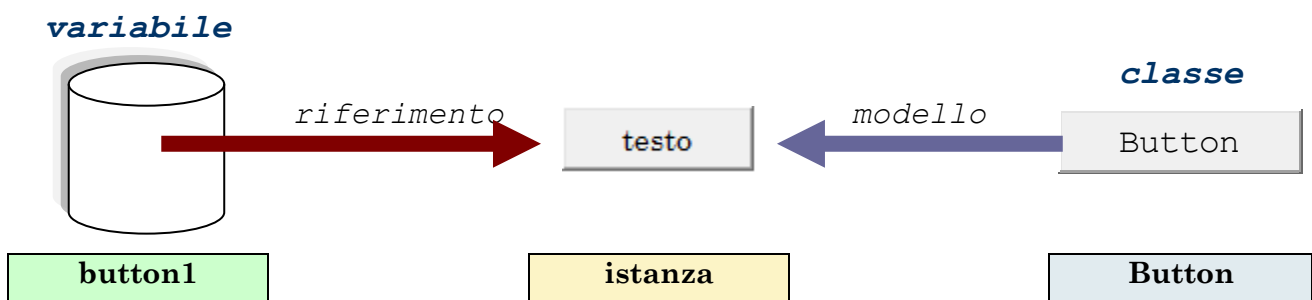 variabile
classe
riferimento
modello
testo
Button
button1
istanza
Button